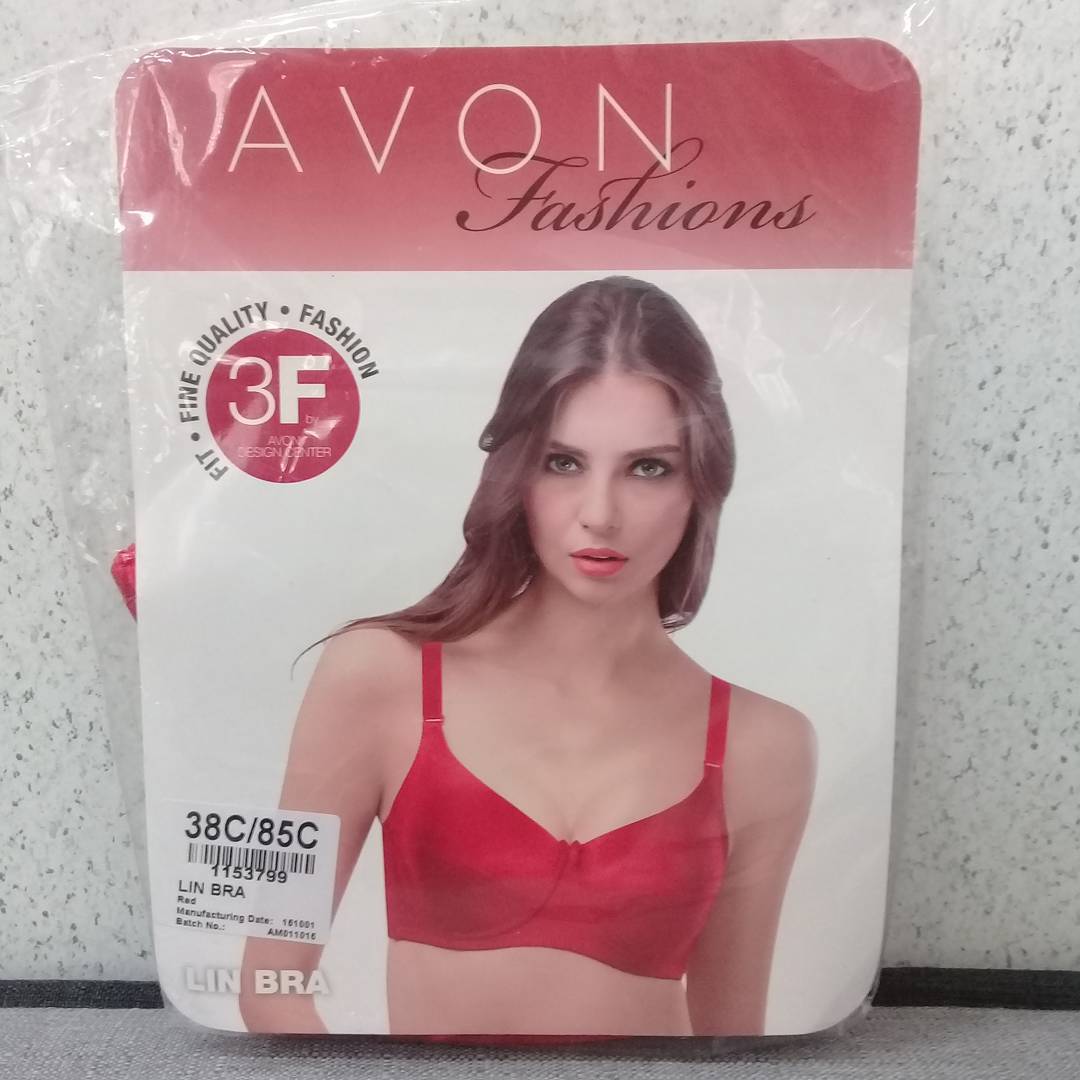 AVON
Fashions
FIT • FINE QUALITY • FASHION
3F
by
AVON
DESIGN CENTER
38C/85C
1153799
LIN BRA
Red
Manufacturing Date: 161001
Batch No.: AM011016
LIN BRA